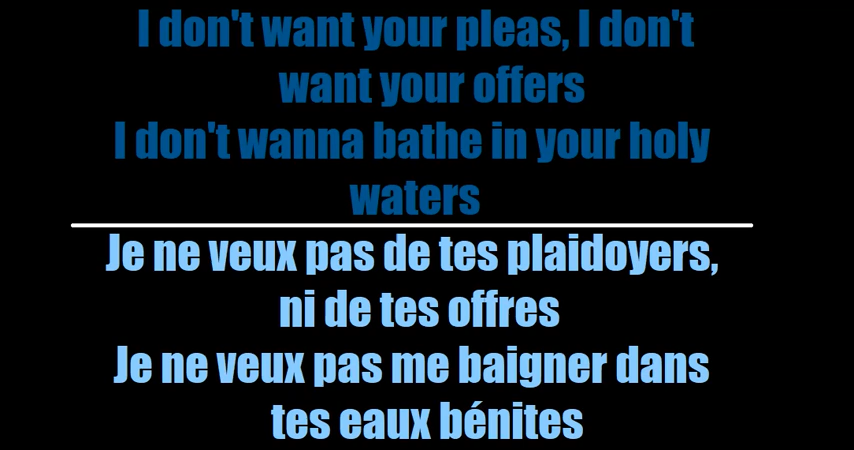 I don't want your pleas, I don't
want your offers
I don't wanna bathe in your holy
waters
Je ne veux pas de tes plaidoyers,
ni de tes offres
Je ne veux pas me baigner dans
tes eaux bénites